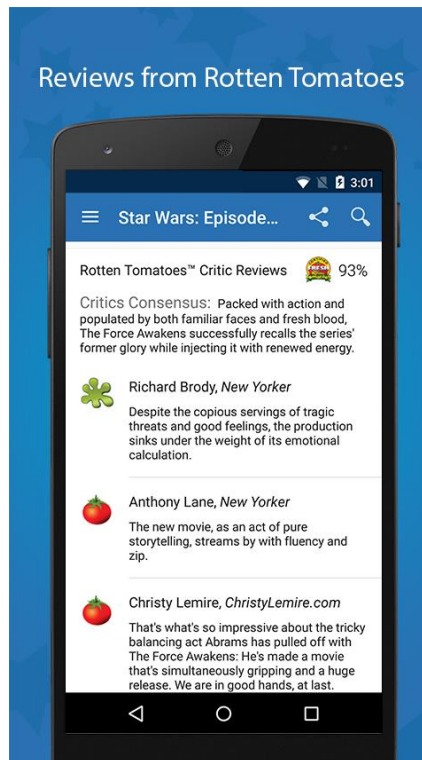 Reviews from Rotten Tomatoes
3:01
Star Wars: Episode...
Rotten Tomatoes™ Critic Reviews
FRESH
93%
Critics Consensus: Packed with action and
populated by both familiar faces and fresh blood,
The Force Awakens successfully recalls the series'
former glory while injecting it with renewed energy.
Richard Brody, New Yorker
Despite the copious servings of tragic
threats and good feelings, the production
sinks under the weight of its emotional
calculation.
Anthony Lane, New Yorker
The new movie, as an act of pure
storytelling, streams by with fluency and
zip.
Christy Lemire, ChristyLemire.com
That's what's so impressive about the tricky
balancing act Abrams has pulled off with
The Force Awakens: He's made a movie
that's simultaneously gripping and a huge
release. We are in good hands, at last.